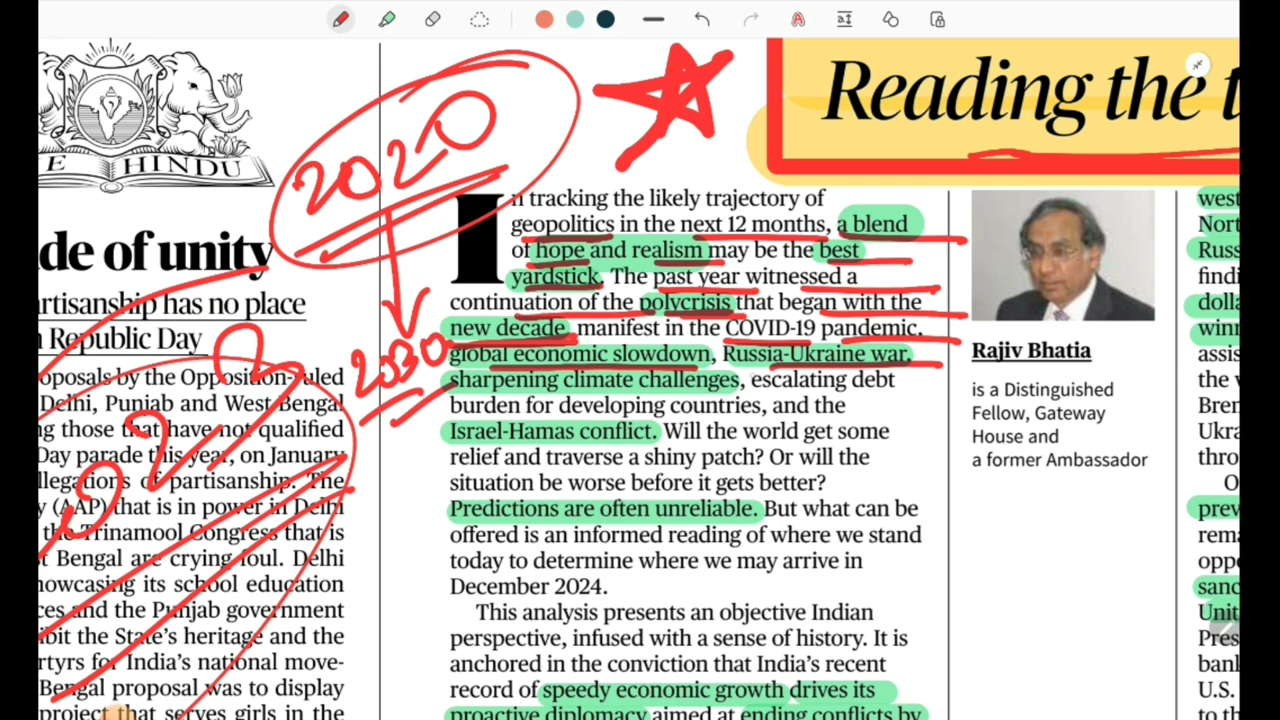 HINDU
de of unity
artisanship has no place
Republic Day
oposals by the Opposition-ruled
Delhi, Punjab and West Bengal
ng those that have not qualified
Day parade this year, on January
llegations of partisanship. The
y (AAP) that is in power in Delhi
the Trinamool Congress that is
t Bengal are crying foul. Delhi
howcasing its school education
ces and the Punjab government
ibit the State’s heritage and the
rtyrs for India’s national move-
Bengal proposal was to display
project that serves girls in the
2020
2030
2023
Reading the t
In tracking the likely trajectory of
geopolitics in the next 12 months, a blend
of hope and realism may be the best
yardstick. The past year witnessed a
continuation of the polycrisis that began with the
new decade, manifest in the COVID-19 pandemic,
global economic slowdown, Russia-Ukraine war,
sharpening climate challenges, escalating debt
burden for developing countries, and the
Israel-Hamas conflict. Will the world get some
relief and traverse a shiny patch? Or will the
situation be worse before it gets better?
Predictions are often unreliable. But what can be
offered is an informed reading of where we stand
today to determine where we may arrive in
December 2024.
This analysis presents an objective Indian
perspective, infused with a sense of history. It is
anchored in the conviction that India’s recent
record of speedy economic growth drives its
proactive diplomacy aimed at ending conflicts by
Rajiv Bhatia
is a Distinguished
Fellow, Gateway
House and
a former Ambassador
west
Nor
Russ
findi
dolla
winn
assis
the v
Bren
Ukra
thro
O
prev
rema
oppo
sanc
Unit
Pres
bank
U.S.
to th